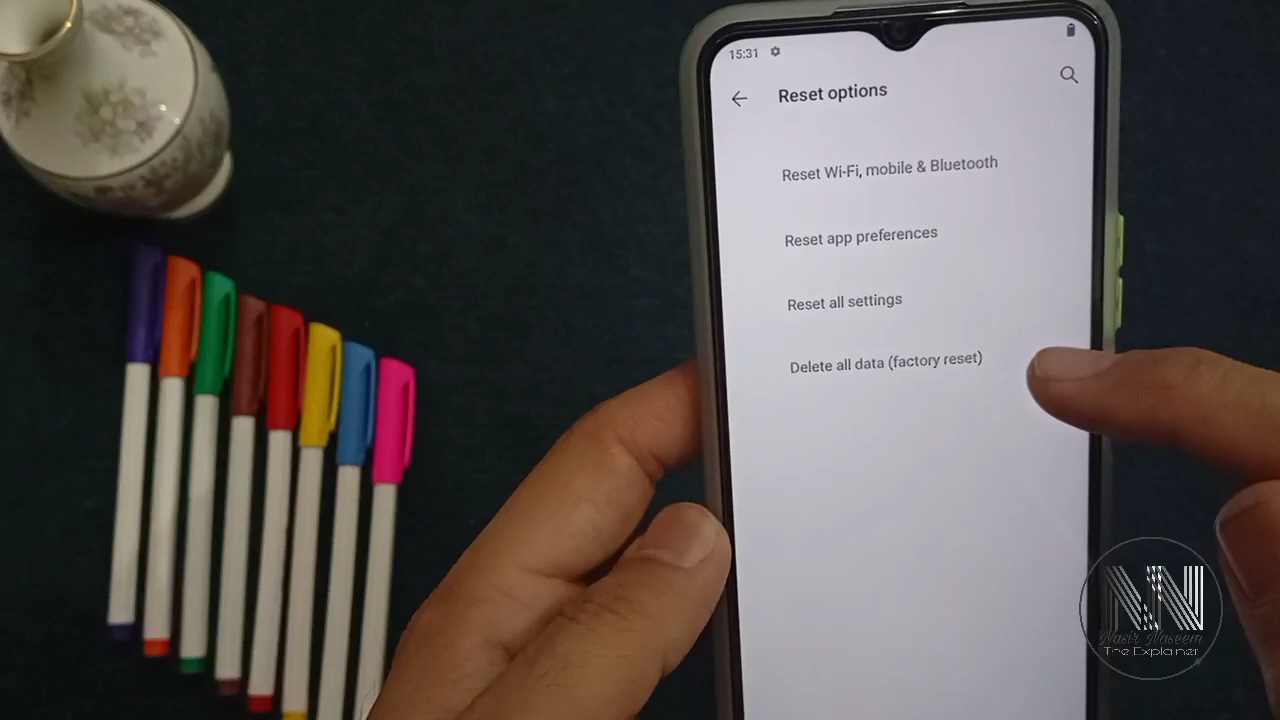 15:31
Reset options
Reset Wi-Fi, mobile & Bluetooth
Reset app preferences
Reset all settings
Delete all data (factory reset)
NN
Nasir Naseem
The Explainer